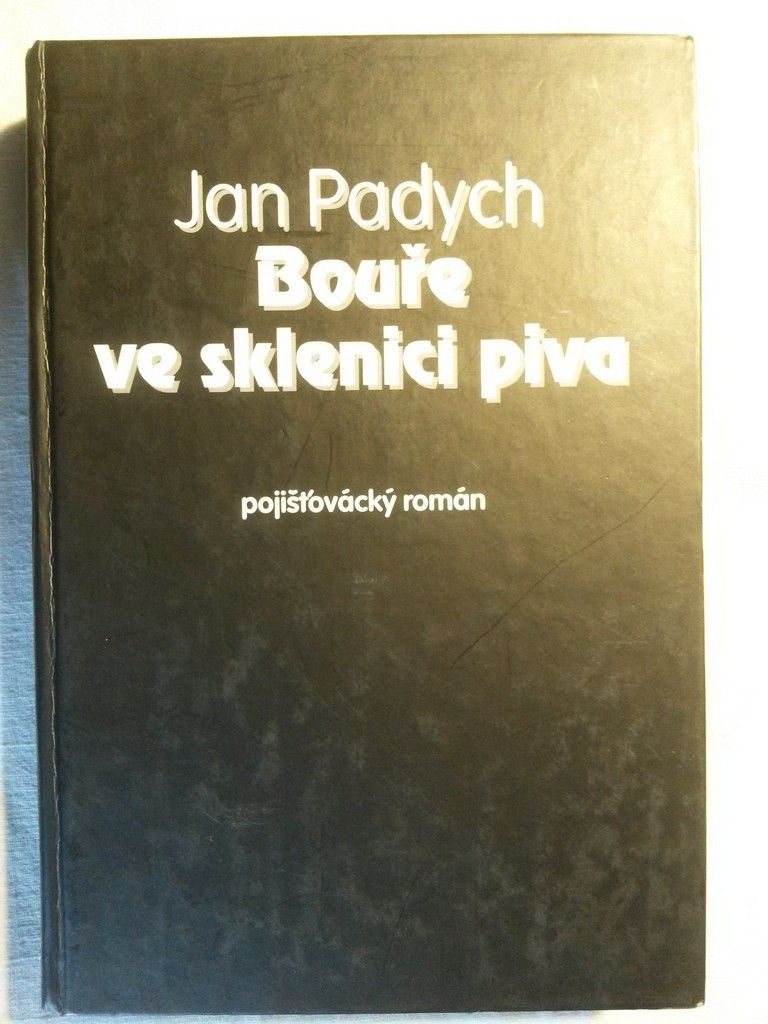 Jan Padych
Bouře
ve sklenici piva
pojišťovácký román